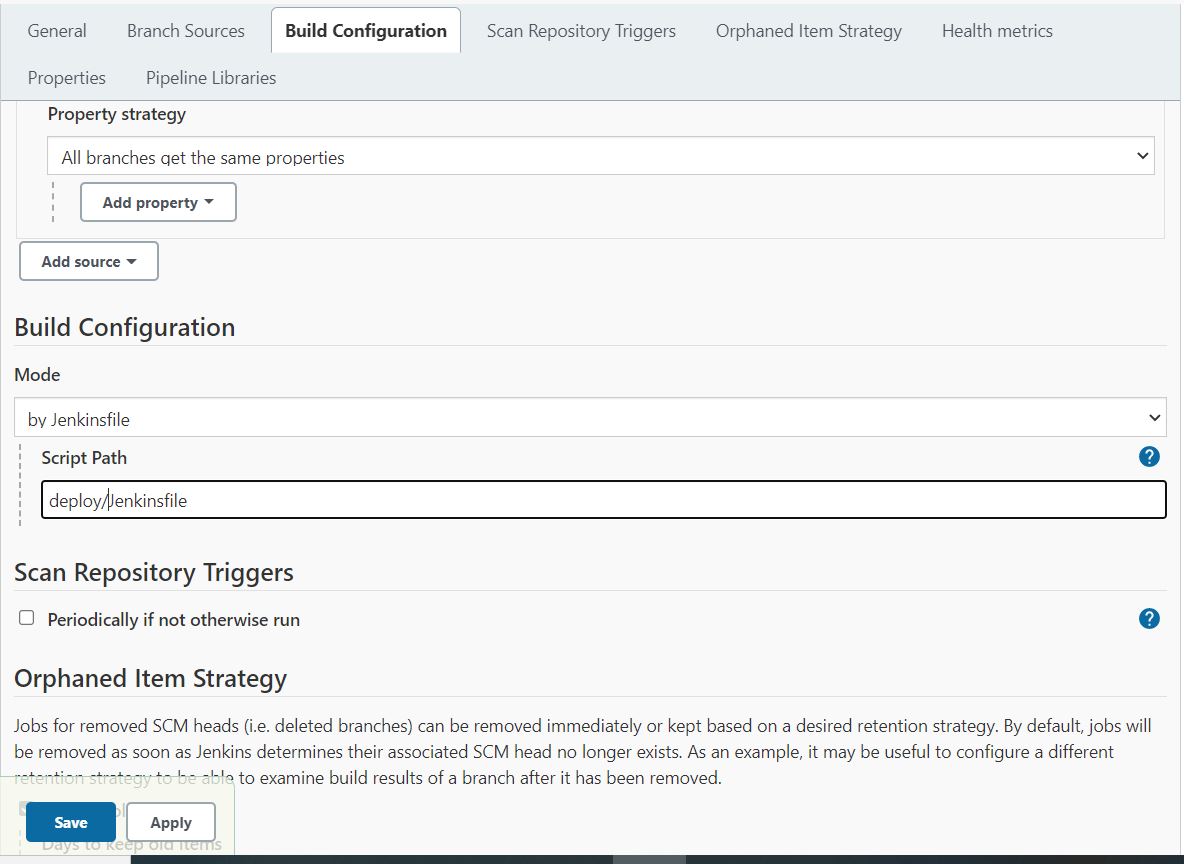 General Branch Sources Build Configuration Scan Repository Triggers Orphaned Item Strategy Health metrics
Properties Pipeline Libraries
Property strategy
All branches get the same properties
Add property
Add source
Build Configuration
Mode
by Jenkinsfile
Script Path ?
deploy/Jenkinsfile
Scan Repository Triggers
Periodically if not otherwise run ?
Orphaned Item Strategy
Jobs for removed SCM heads (i.e. deleted branches) can be removed immediately or kept based on a desired retention strategy. By default, jobs will
be removed as soon as Jenkins determines their associated SCM head no longer exists. As an example, it may be useful to configure a different
retention strategy to be able to examine build results of a branch after it has been removed.
Save Apply
Days to keep old items